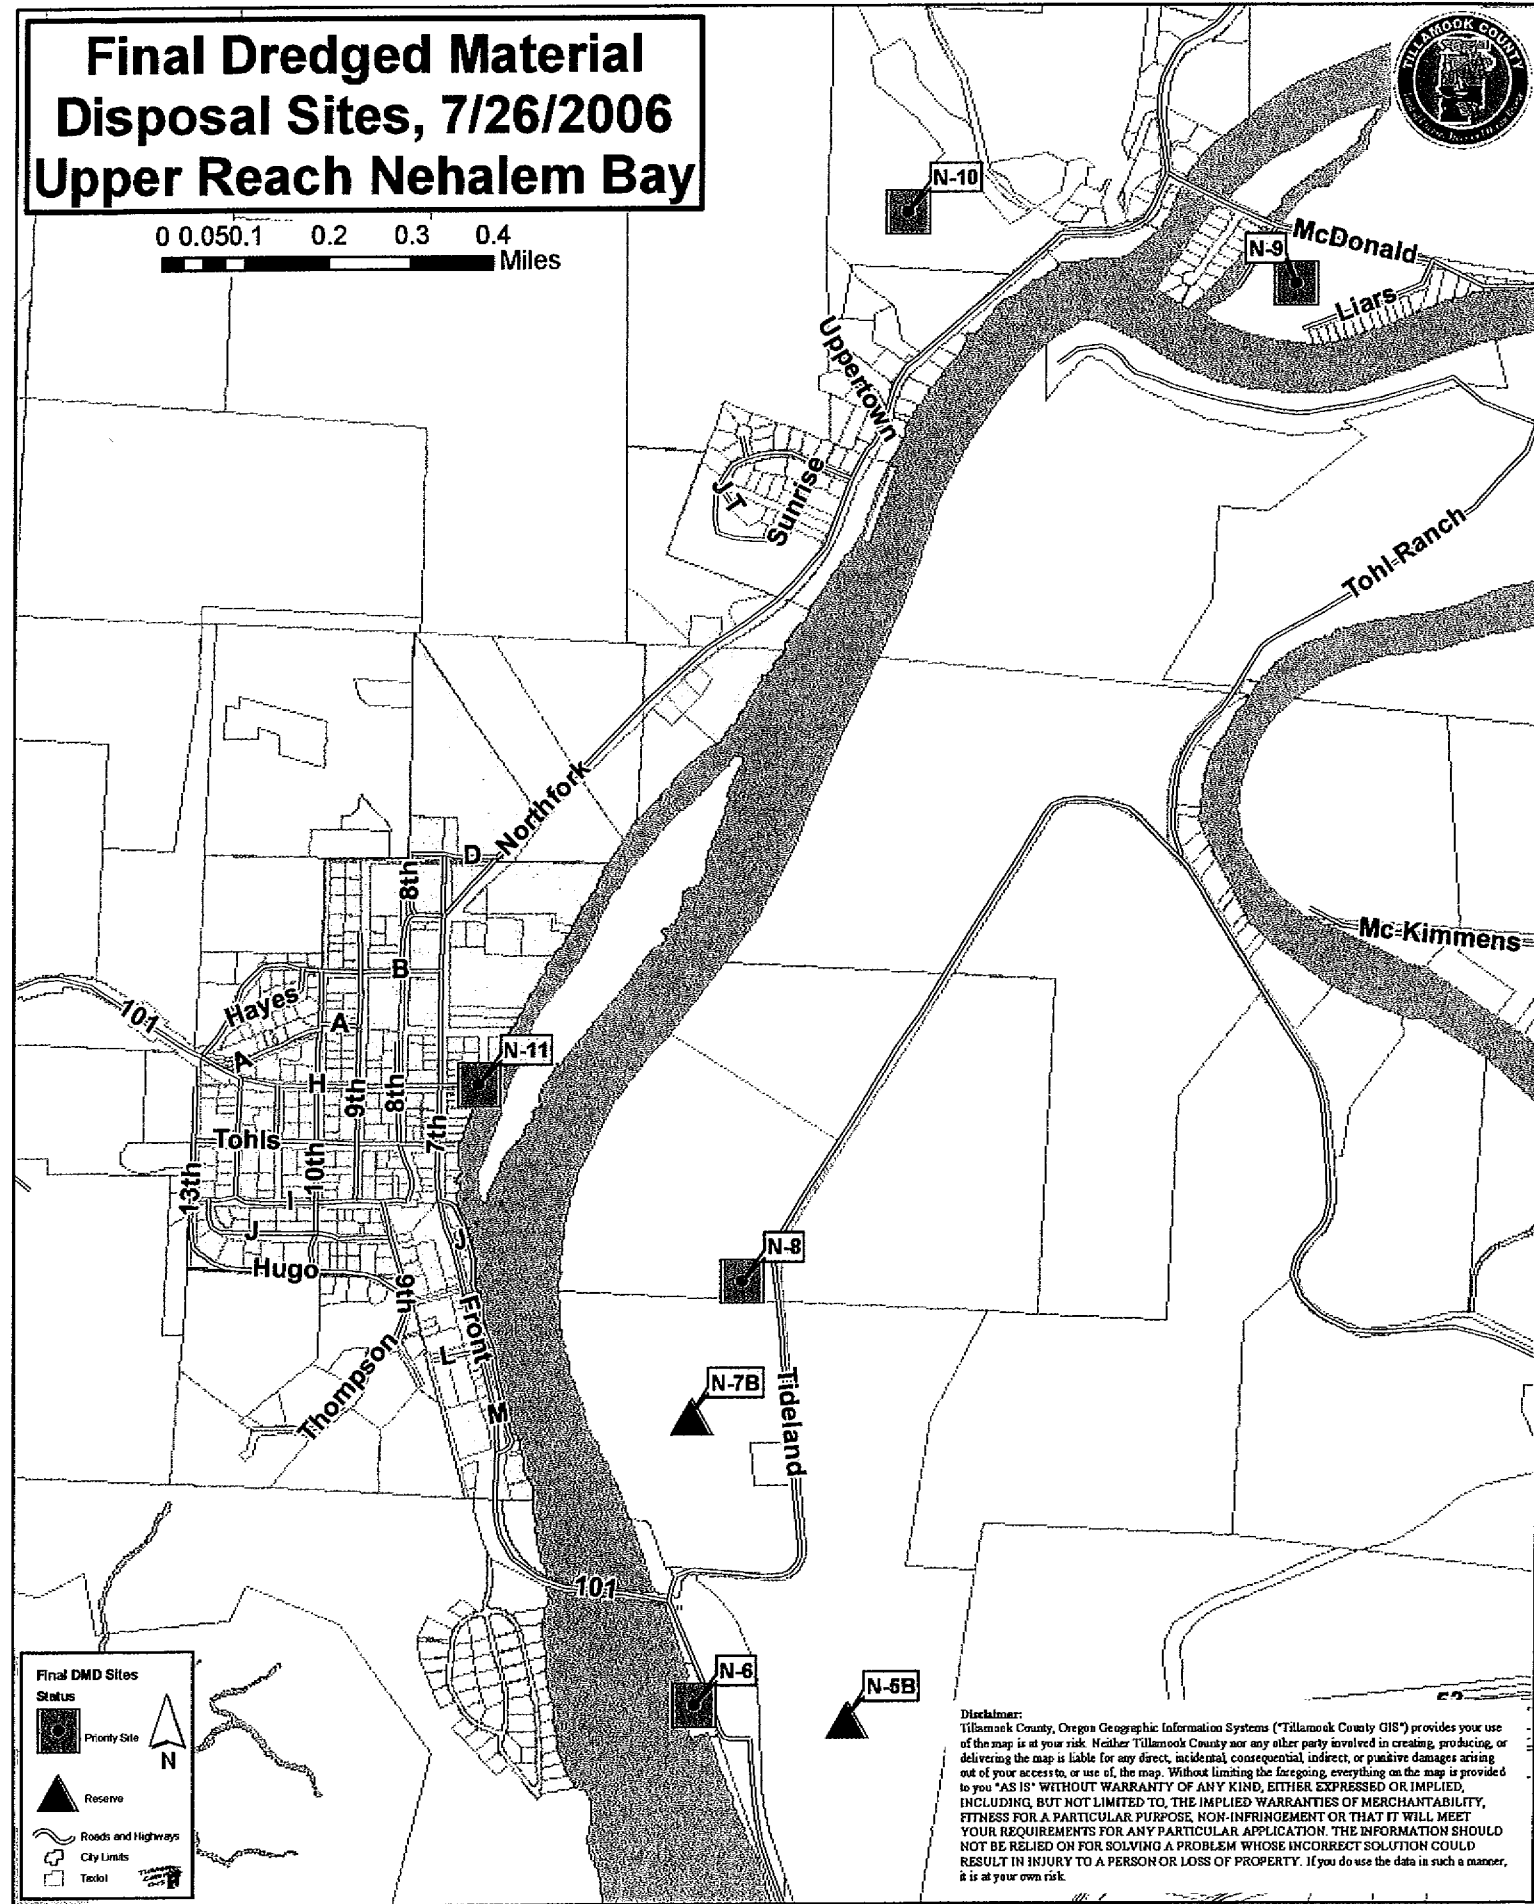 Final Dredged Material
Disposal Sites, 7/26/2006
Upper Reach Nehalem Bay
0 0.050.1 0.2 0.3 0.4
Miles
TILLAMOOK COUNTY
N-10
N-9
McDonald
Liars
Uppertown
J T
Sunrise
Tohl Ranch
Northfork
D
8th
B
Mc-Kimmens
Hayes
101
A
A
N-11
H
9th
8th
7th
Tohls
13th
10th
I
J
J
N-8
Hugo
9th
Front
Thompson
L
N-7B
Tideland
M
101
N-6
N-5B
53
Final DMD Sites
Status
Priority Site
N
Reserve
Roads and Highways
City Limits
Taxlot
Disclaimer:
Tillamook County, Oregon Geographic Information Systems ("Tillamook County GIS") provides your use
of the map is at your risk. Neither Tillamook County nor any other party involved in creating, producing, or
delivering the map is liable for any direct, incidental, consequential, indirect, or punitive damages arising
out of your access to, or use of, the map. Without limiting the foregoing, everything on the map is provided
to you "AS IS" WITHOUT WARRANTY OF ANY KIND, EITHER EXPRESSED OR IMPLIED,
INCLUDING, BUT NOT LIMITED TO, THE IMPLIED WARRANTIES OF MERCHANTABILITY,
FITNESS FOR A PARTICULAR PURPOSE, NON-INFRINGEMENT OR THAT IT WILL MEET
YOUR REQUIREMENTS FOR ANY PARTICULAR APPLICATION. THE INFORMATION SHOULD
NOT BE RELIED ON FOR SOLVING A PROBLEM WHOSE INCORRECT SOLUTION COULD
RESULT IN INJURY TO A PERSON OR LOSS OF PROPERTY. If you do use the data in such a manner,
it is at your own risk.